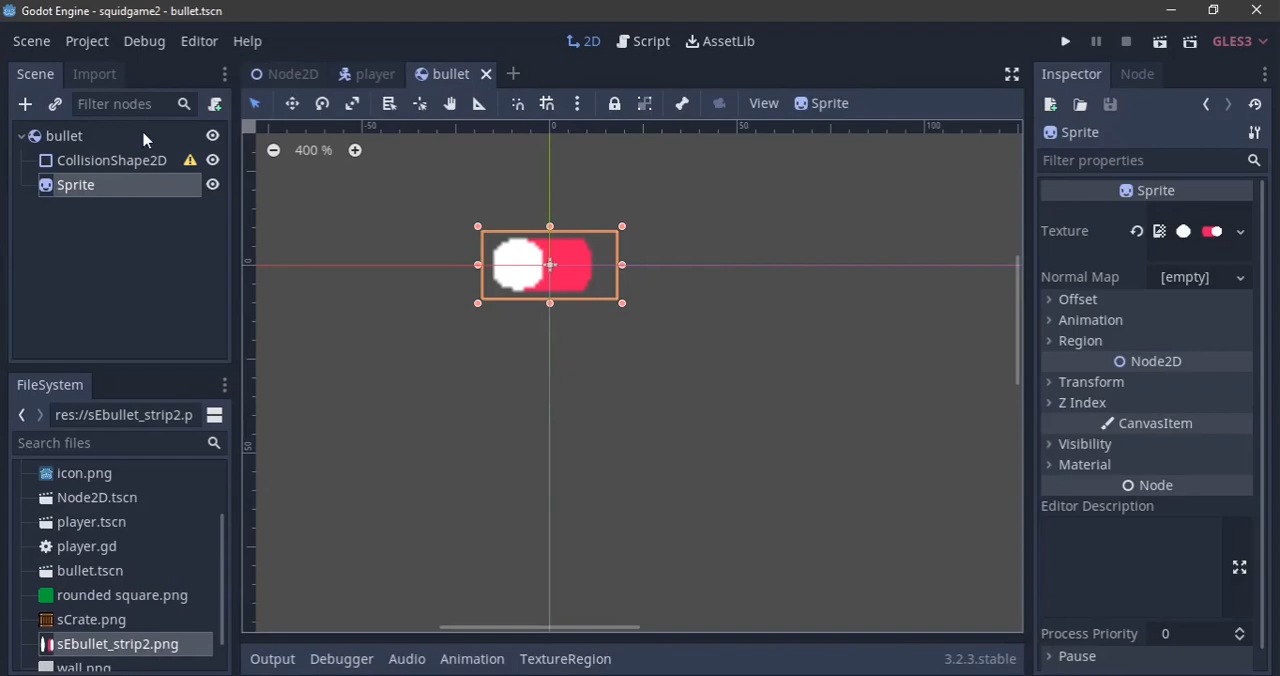 Godot Engine - squidgame2 - bullet.tscn
Scene Project Debug Editor Help
2D Script AssetLib
GLES3
Scene Import
Node2D player bullet
Inspector Node
Filter nodes
View Sprite
bullet
CollisionShape2D
Sprite
-50 0 50 100
400 %
0
50
Sprite
Filter properties
Sprite
Texture
Normal Map [empty]
Offset
Animation
Region
Node2D
Transform
Z Index
CanvasItem
Visibility
Material
Node
Editor Description
Process Priority 0
Pause
FileSystem
res://sEbullet_strip2.p
Search files
icon.png
Node2D.tscn
player.tscn
player.gd
bullet.tscn
rounded square.png
sCrate.png
sEbullet_strip2.png
wall.png
Output Debugger Audio Animation TextureRegion
3.2.3.stable